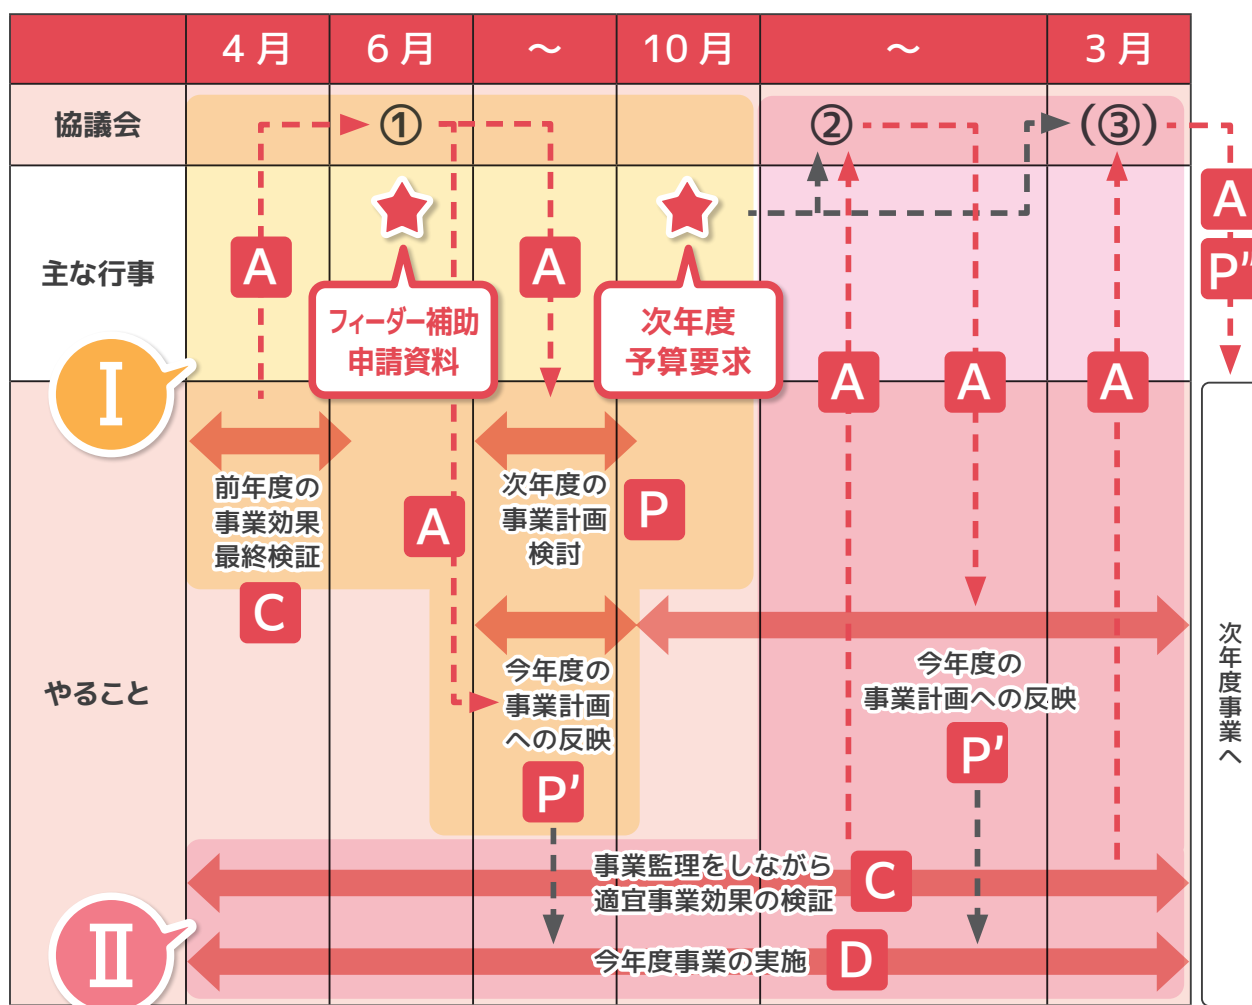 4月
6月
～
10月
～
3月
協議会
①
②
(③)
主な行事
A
A
A
P"
フィーダー補助
申請資料
次年度
予算要求
Ⅰ
A
A
A
前年度の
事業効果
最終検証
C
A
次年度の
事業計画
検討
P
やること
今年度の
事業計画
への反映
P'
今年度の
事業計画への反映
P'
次年度事業へ
事業監理をしながら
適宜事業効果の検証
C
Ⅱ
今年度事業の実施
D